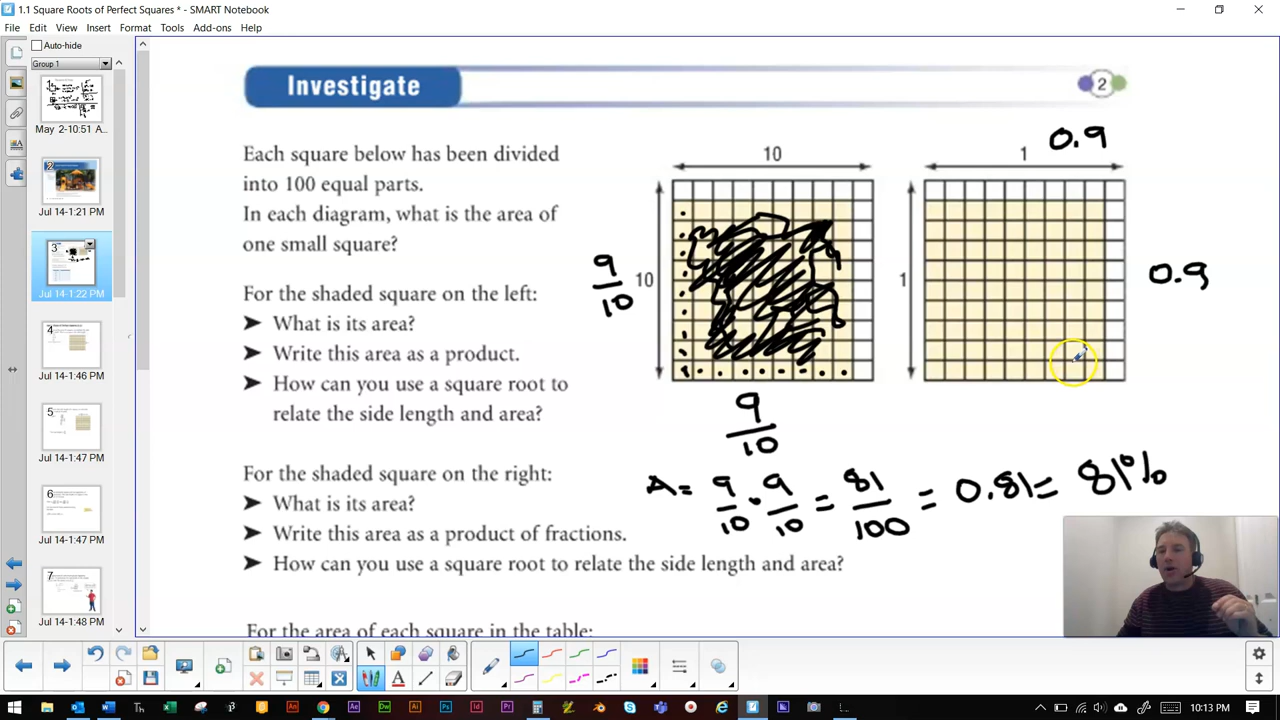 1.1 Square Roots of Perfect Squares * - SMART Notebook
File Edit View Insert Format Tools Add-ons Help
Auto-hide
Group 1
May 2-10:51 A...
2
Jul 14-1:21 PM
3
Jul 14-1:22 PM
4
Jul 14-1:46 PM
5
Jul 14-1:47 PM
6
Jul 14-1:47 PM
7
Jul 14-1:48 PM
Investigate
2
Each square below has been divided
into 100 equal parts.
In each diagram, what is the area of
one small square?
For the shaded square on the left:
➤ What is its area?
➤ Write this area as a product.
➤ How can you use a square root to
relate the side length and area?
For the shaded square on the right:
➤ What is its area?
➤ Write this area as a product of fractions.
➤ How can you use a square root to relate the side length and area?
For the area of each square in the table:
10
10
9/10
9/10
1 0.9
1
0.9
A = 9/10 · 9/10 = 81/100 = 0.81 = 81%
10:13 PM